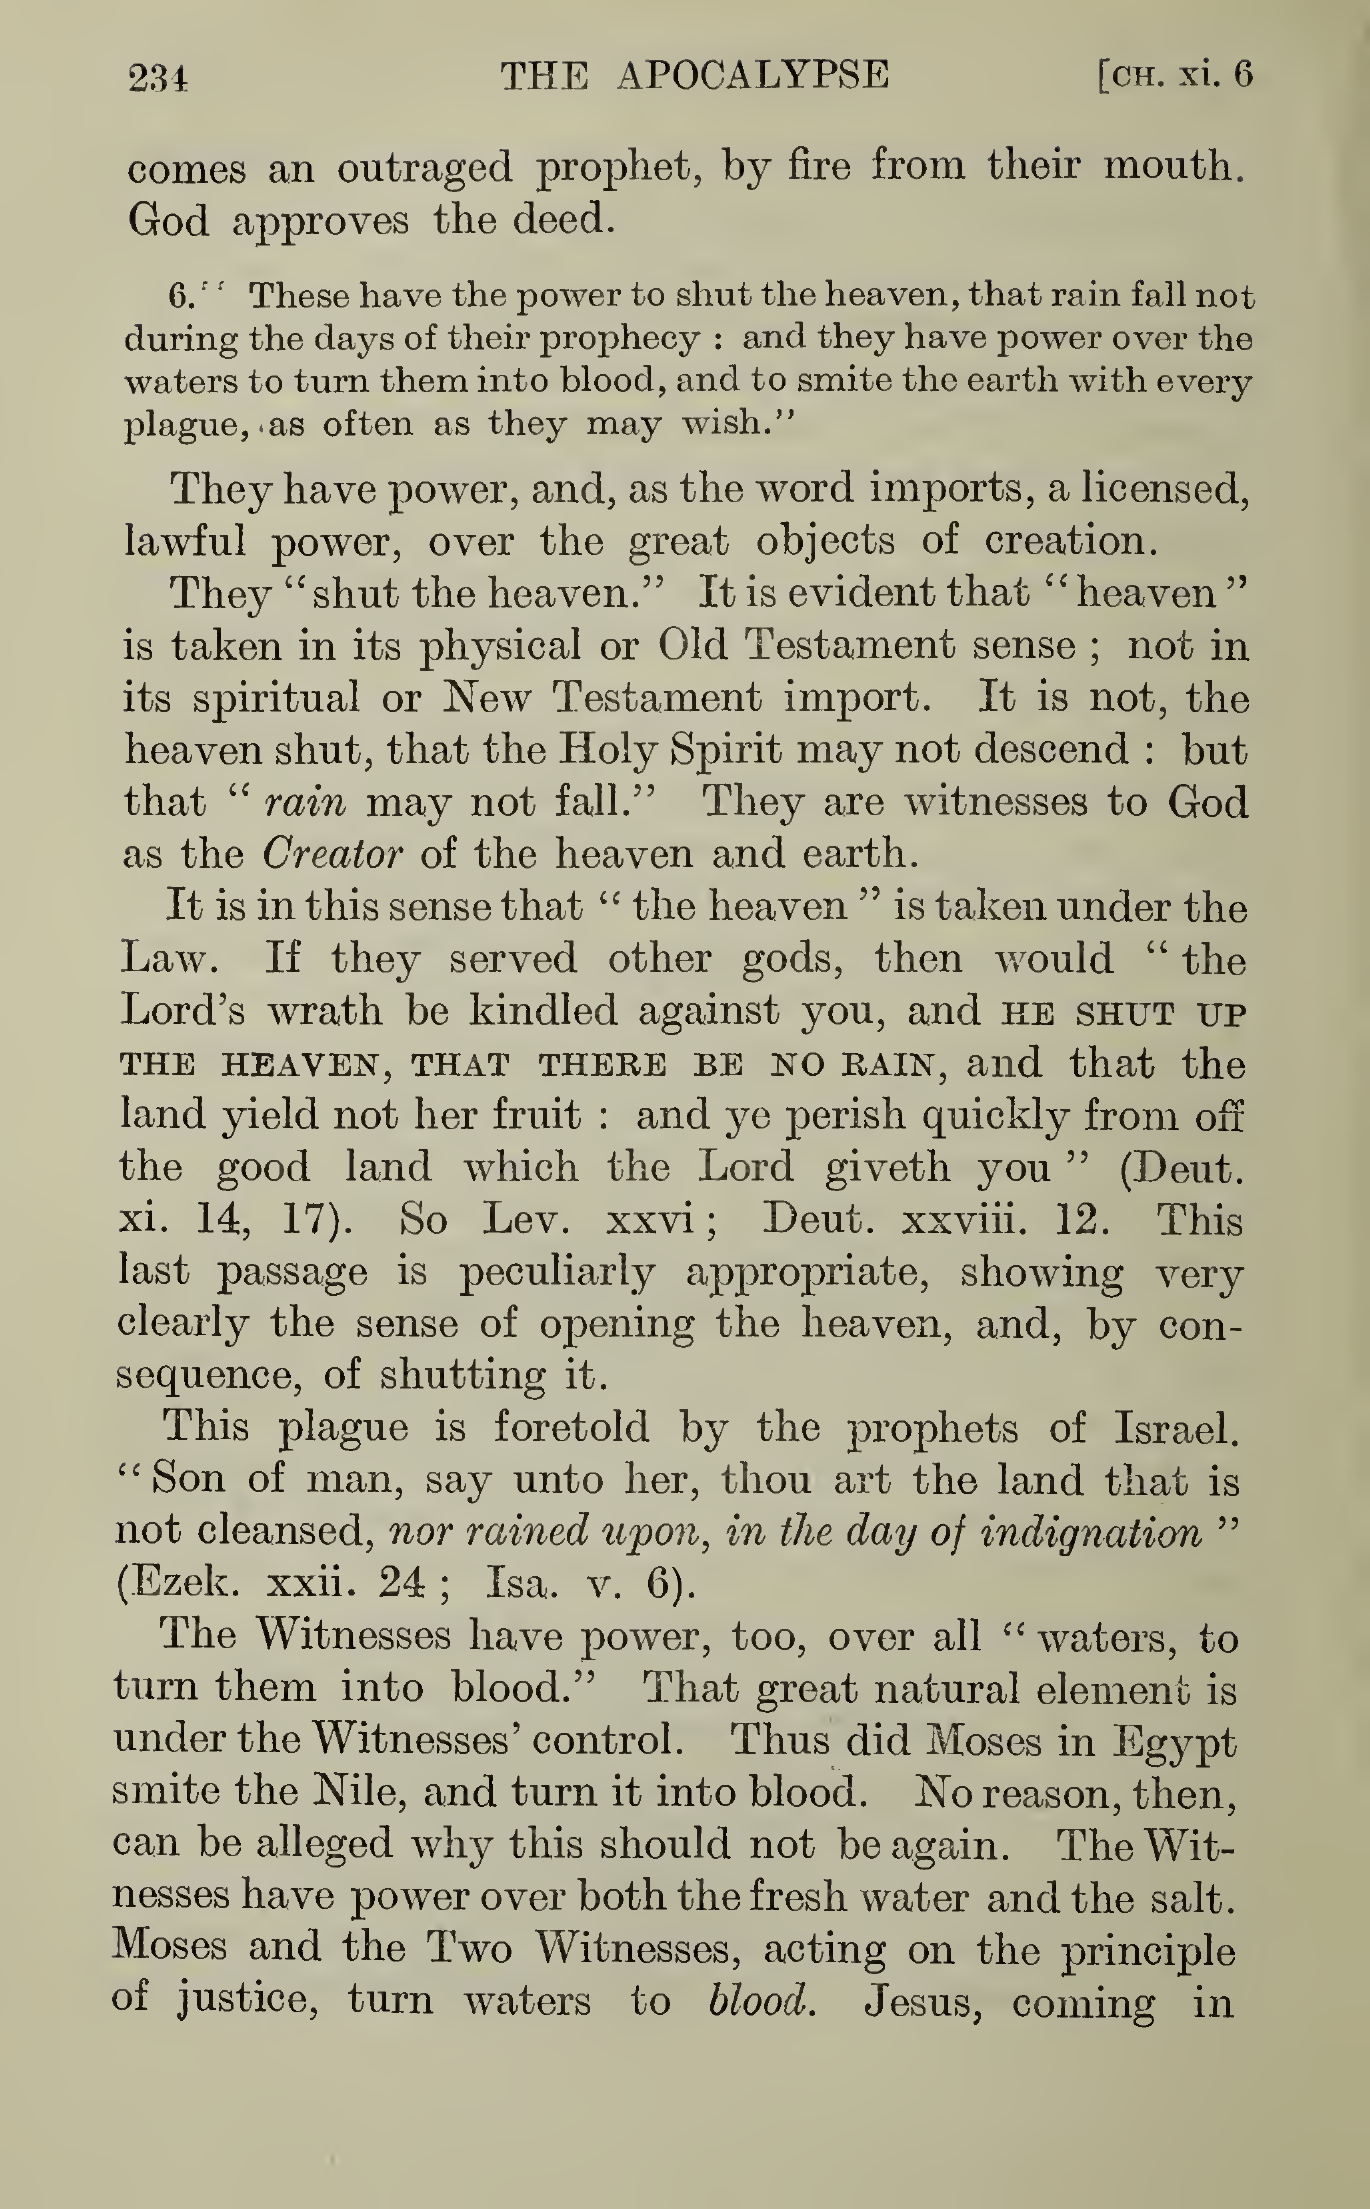 234 THE APOCALYPSE [CH. xi. 6
comes an outraged prophet, by fire from their mouth.
God approves the deed.
6. “ These have the power to shut the heaven, that rain fall not
during the days of their prophecy : and they have power over the
waters to turn them into blood, and to smite the earth with every
plague, as often as they may wish.”
They have power, and, as the word imports, a licensed,
lawful power, over the great objects of creation.
They “ shut the heaven.” It is evident that “ heaven ”
is taken in its physical or Old Testament sense ; not in
its spiritual or New Testament import. It is not, the
heaven shut, that the Holy Spirit may not descend : but
that “ rain may not fall.” They are witnesses to God
as the Creator of the heaven and earth.
It is in this sense that “ the heaven ” is taken under the
Law. If they served other gods, then would “ the
Lord’s wrath be kindled against you, and HE SHUT UP
THE HEAVEN, THAT THERE BE NO RAIN, and that the
land yield not her fruit : and ye perish quickly from off
the good land which the Lord giveth you ” (Deut.
xi. 14, 17). So Lev. xxvi ; Deut. xxviii. 12. This
last passage is peculiarly appropriate, showing very
clearly the sense of opening the heaven, and, by con-
sequence, of shutting it.
This plague is foretold by the prophets of Israel.
“ Son of man, say unto her, thou art the land that is
not cleansed, nor rained upon, in the day of indignation ”
(Ezek. xxii. 24 ; Isa. v. 6).
The Witnesses have power, too, over all “ waters, to
turn them into blood.” That great natural element is
under the Witnesses’ control. Thus did Moses in Egypt
smite the Nile, and turn it into blood. No reason, then,
can be alleged why this should not be again. The Wit-
nesses have power over both the fresh water and the salt.
Moses and the Two Witnesses, acting on the principle
of justice, turn waters to blood. Jesus, coming in